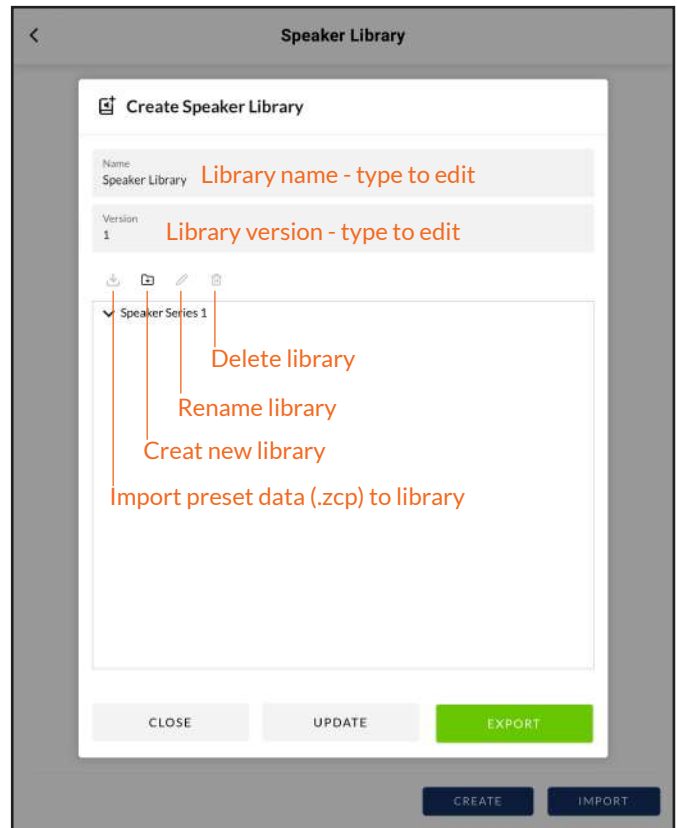 Speaker Library
Create Speaker Library
Name
Speaker Library
Library name - type to edit
Version
1
Library version - type to edit
Speaker Series 1
Delete library
Rename library
Creat new library
Import preset data (.zcp) to library
CLOSE
UPDATE
EXPORT
CREATE
IMPORT